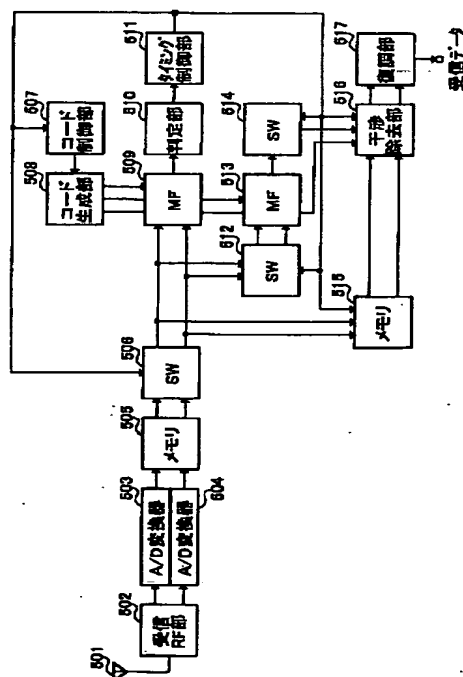 501
502
受信
RF部
503
A/D変換器
504
A/D変換器
505
メモリ
506
SW
507
コード
制御部
508
コード
生成部
509
MF
510
判定部
511
タイミング
制御部
512
SW
513
MF
514
SW
515
メモリ
516
干渉
除去部
517
復調部
受信データ